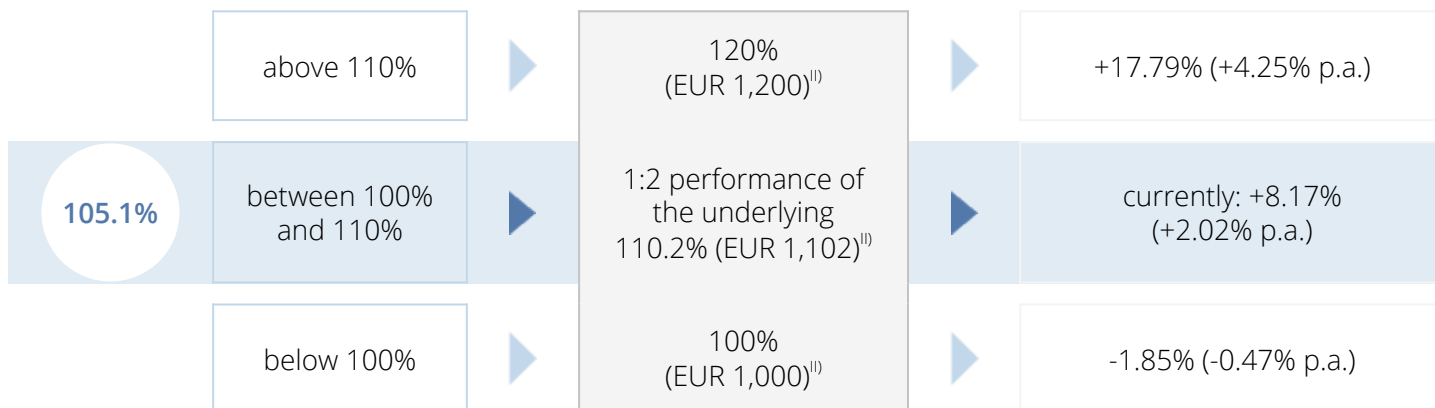 above 110%
120%
(EUR 1,200)II)
+17.79% (+4.25% p.a.)
105.1%
between 100%
and 110%
1:2 performance of
the underlying
110.2% (EUR 1,102)II)
currently: +8.17%
(+2.02% p.a.)
below 100%
100%
(EUR 1,000)II)
-1.85% (-0.47% p.a.)